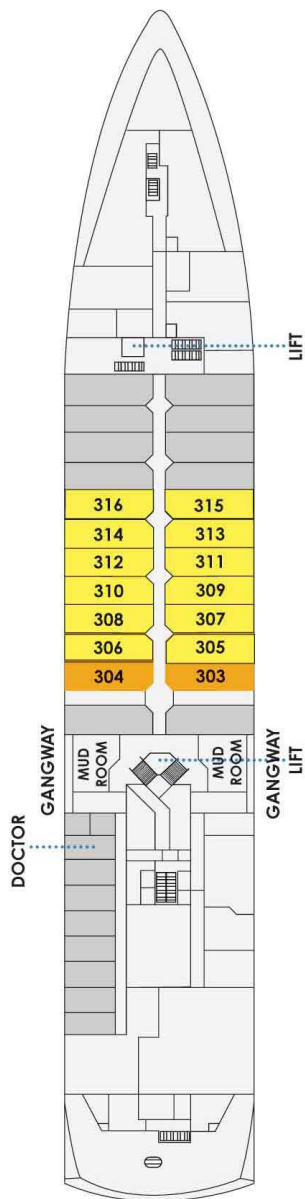 LIFT
316 315
314 313
312 311
310 309
308 307
306 305
304 303
GANGWAY
MUD
ROOM
MUD
ROOM
LIFT
GANGWAY
DOCTOR